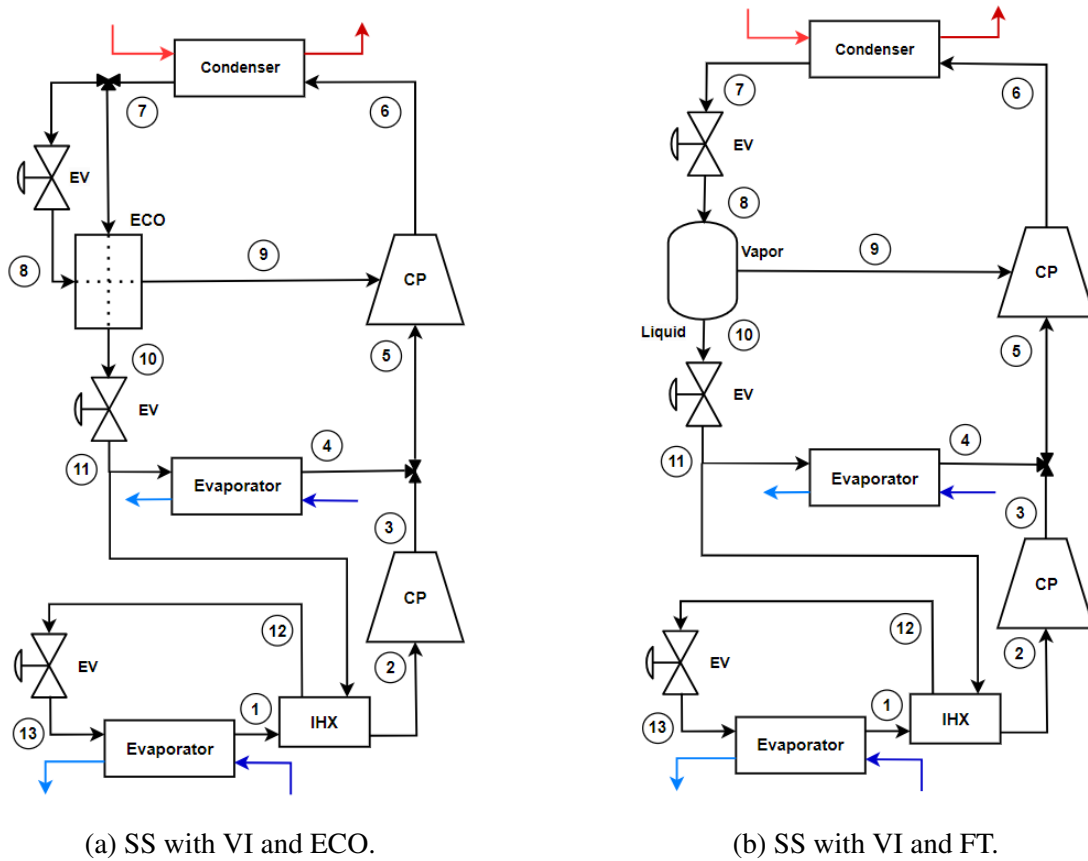 Condenser
7
6
EV
ECO
8
9
CP
5
10
EV
4
11
Evaporator
3
CP
12
EV
2
1
IHX
13
Evaporator
(a) SS with VI and ECO.
Condenser
7
6
EV
8
Vapor
9
CP
Liquid
10
5
EV
4
11
Evaporator
3
CP
12
EV
2
1
IHX
13
Evaporator
(b) SS with VI and FT.